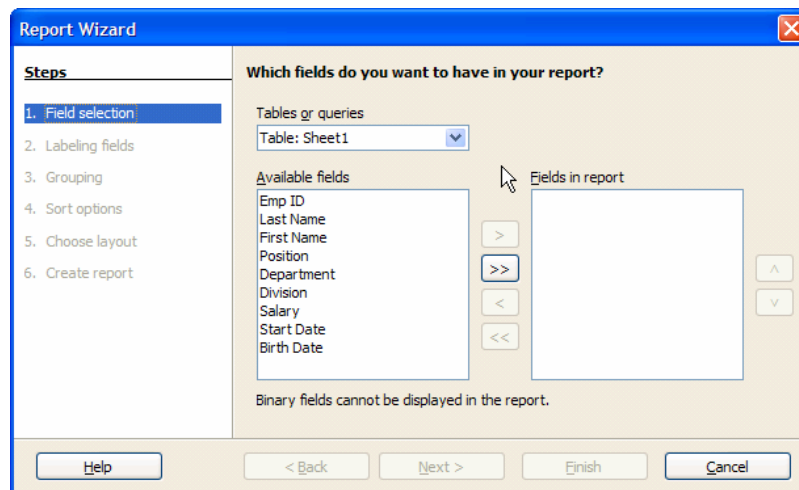 Report Wizard
Steps
1. Field selection
2. Labeling fields
3. Grouping
4. Sort options
5. Choose layout
6. Create report
Which fields do you want to have in your report?
Tables or queries
Table: Sheet1
Available fields
Emp ID
Last Name
First Name
Position
Department
Division
Salary
Start Date
Birth Date
>
>>
<
<<
Fields in report
Binary fields cannot be displayed in the report.
Help
< Back
Next >
Finish
Cancel